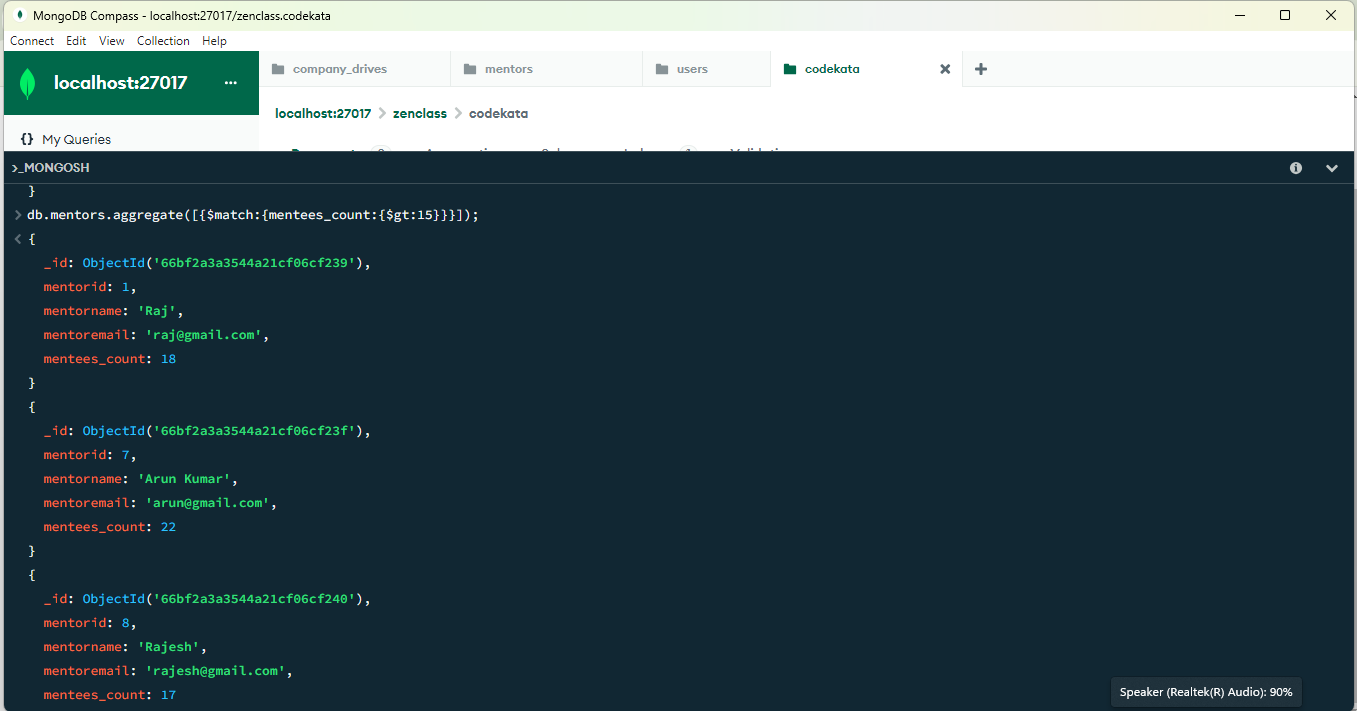 MongoDB Compass - localhost:27017/zenclass.codekata
Connect Edit View Collection Help
localhost:27017 ...
company_drives mentors users codekata
localhost:27017 > zenclass > codekata
{} My Queries
>_MONGOSH
}
> db.mentors.aggregate([{$match:{mentees_count:{$gt:15}}}]);
< {
_id: ObjectId('66bf2a3a3544a21cf06cf239'),
mentorid: 1,
mentorname: 'Raj',
mentoremail: 'raj@gmail.com',
mentees_count: 18
}
{
_id: ObjectId('66bf2a3a3544a21cf06cf23f'),
mentorid: 7,
mentorname: 'Arun Kumar',
mentoremail: 'arun@gmail.com',
mentees_count: 22
}
{
_id: ObjectId('66bf2a3a3544a21cf06cf240'),
mentorid: 8,
mentorname: 'Rajesh',
mentoremail: 'rajesh@gmail.com',
mentees_count: 17
Speaker (Realtek(R) Audio): 90%